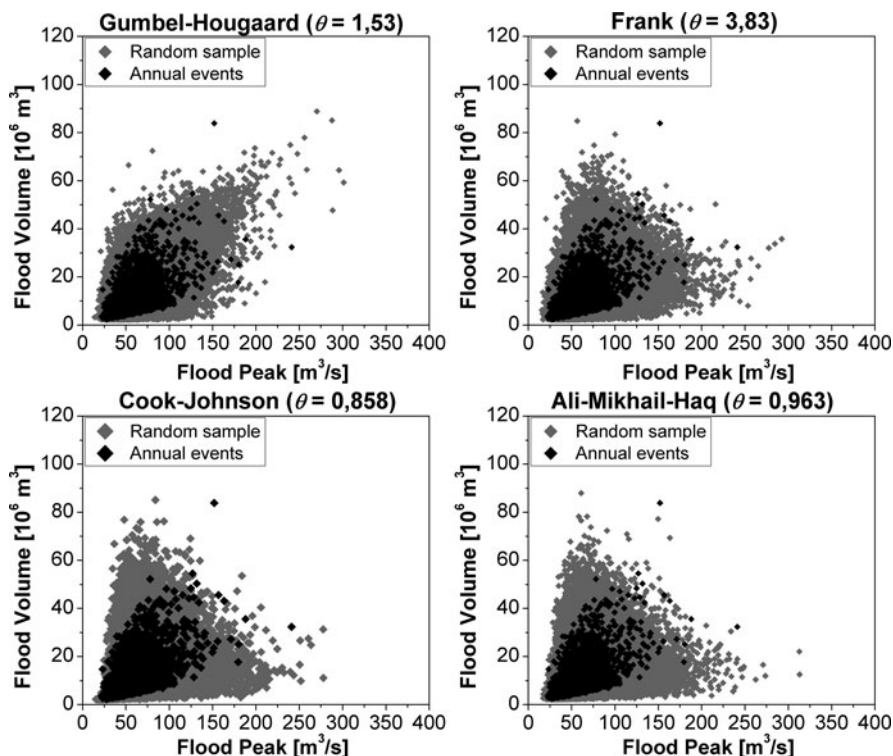 Gumbel-Hougaard (θ = 1,53)
Flood Volume [10⁶ m³]
120
100
80
60
40
20
0
Random sample
Annual events
0 50 100 150 200 250 300 350 400
Flood Peak [m³/s]
Frank (θ = 3,83)
Flood Volume [10⁶ m³]
120
100
80
60
40
20
0
Random sample
Annual events
0 50 100 150 200 250 300 350 400
Flood Peak [m³/s]
Cook-Johnson (θ = 0,858)
Flood Volume [10⁶ m³]
120
100
80
60
40
20
0
Random sample
Annual events
0 50 100 150 200 250 300 350 400
Flood Peak [m³/s]
Ali-Mikhail-Haq (θ = 0,963)
Flood Volume [10⁶ m³]
120
100
80
60
40
20
0
Random sample
Annual events
0 50 100 150 200 250 300 350 400
Flood Peak [m³/s]